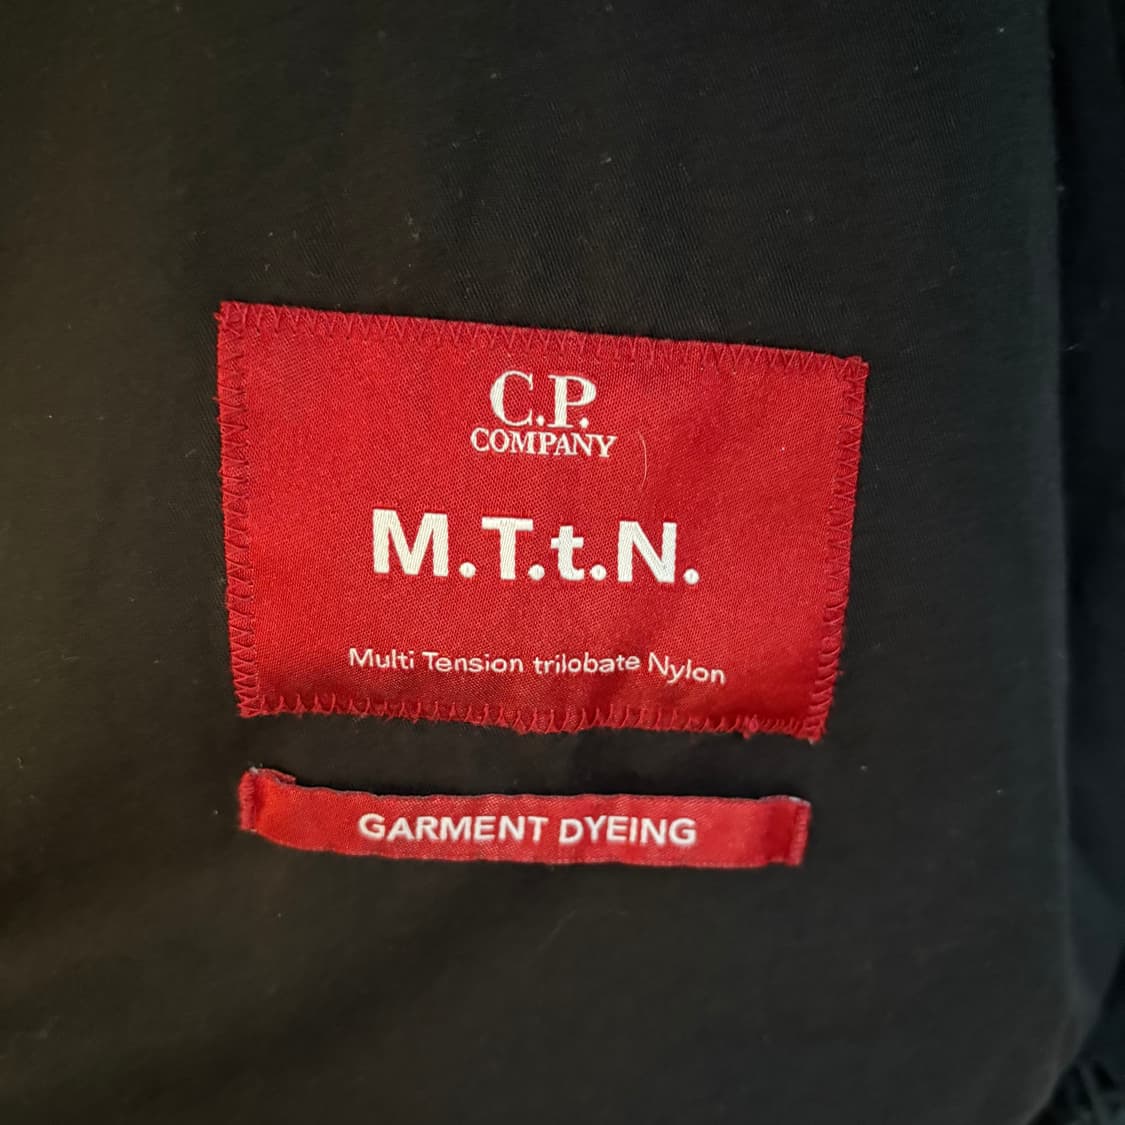 C.P.
COMPANY
M.T.t.N.
Multi Tension trilobate Nylon
GARMENT DYEING